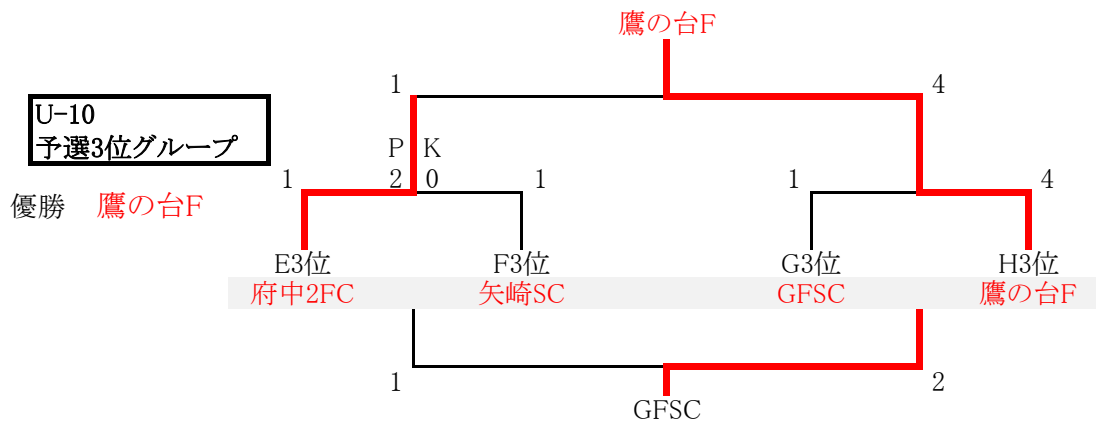 鷹の台F
1 4
U-10
予選3位グループ
P K
1 2 0 1 1 4
優勝 鷹の台F
E3位 F3位 G3位 H3位
府中2FC 矢崎SC GFSC 鷹の台F
1 2
GFSC